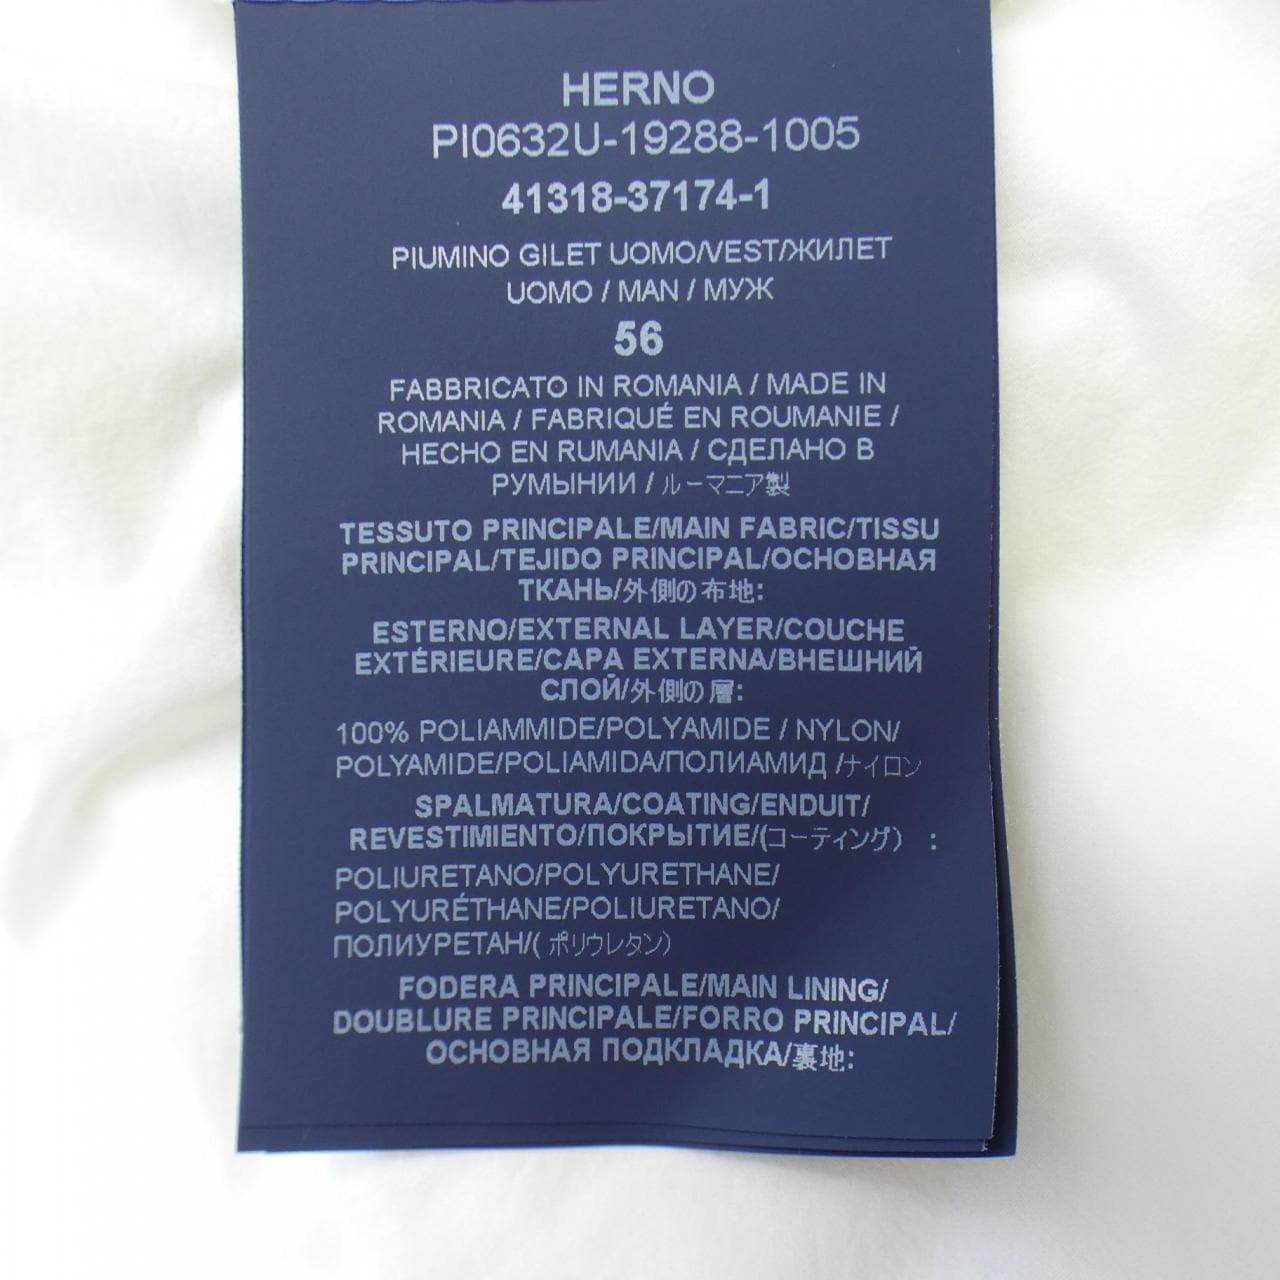 HERNO
PI0632U-19288-1005
41318-37174-1
PIUMINO GILET UOMO/VEST/ЖИЛЕТ
UOMO / MAN / МУЖ
56
FABBRICATO IN ROMANIA / MADE IN
ROMANIA / FABRIQUÉ EN ROUMANIE /
HECHO EN RUMANIA / СДЕЛАНО В
РУМЫНИИ / ルーマニア製
TESSUTO PRINCIPALE/MAIN FABRIC/TISSU
PRINCIPAL/TEJIDO PRINCIPAL/ОСНОВНАЯ
ТКАНЬ/外側の布地:
ESTERNO/EXTERNAL LAYER/COUCHE
EXTÉRIEURE/CAPA EXTERNA/ВНЕШНИЙ
СЛОЙ/外側の層:
100% POLIAMMIDE/POLYAMIDE / NYLON/
POLYAMIDE/POLIAMIDA/ПОЛИАМИД /ナイロン
SPALMATURA/COATING/ENDUIT/
REVESTIMIENTO/ПОКРЫТИЕ/(コーティング) :
POLIURETANO/POLYURETHANE/
POLYURÉTHANE/POLIURETANO/
ПОЛИУРЕТАН/( ポリウレタン)
FODERA PRINCIPALE/MAIN LINING/
DOUBLURE PRINCIPALE/FORRO PRINCIPAL/
ОСНОВНАЯ ПОДКЛАДКА/裏地: